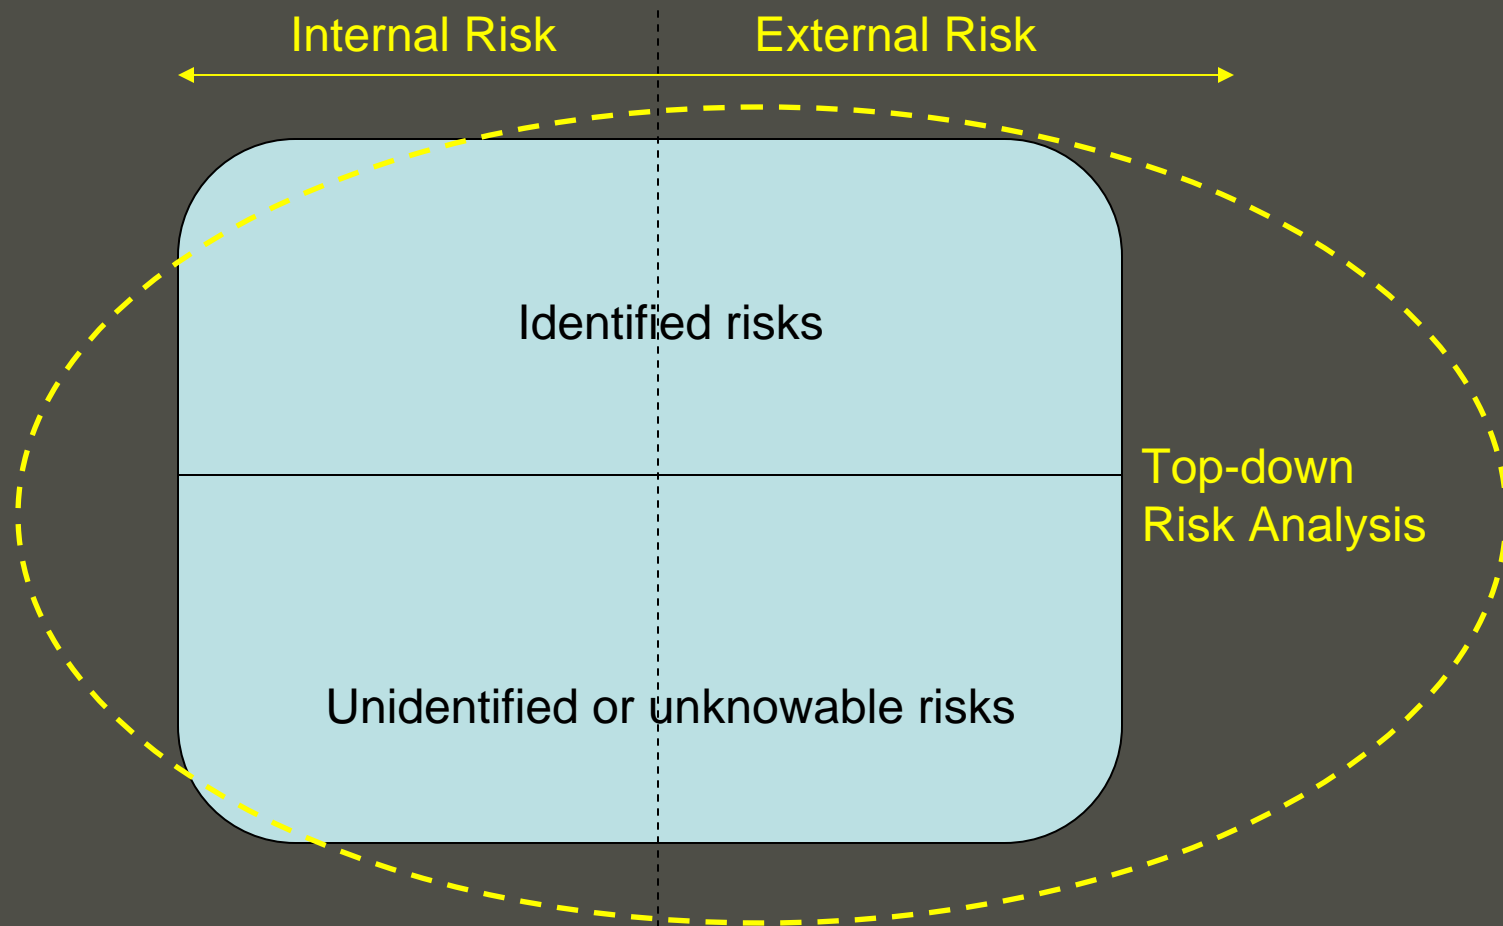 Internal Risk
External Risk
Identified risks
Top-down
Risk Analysis
Unidentified or unknowable risks